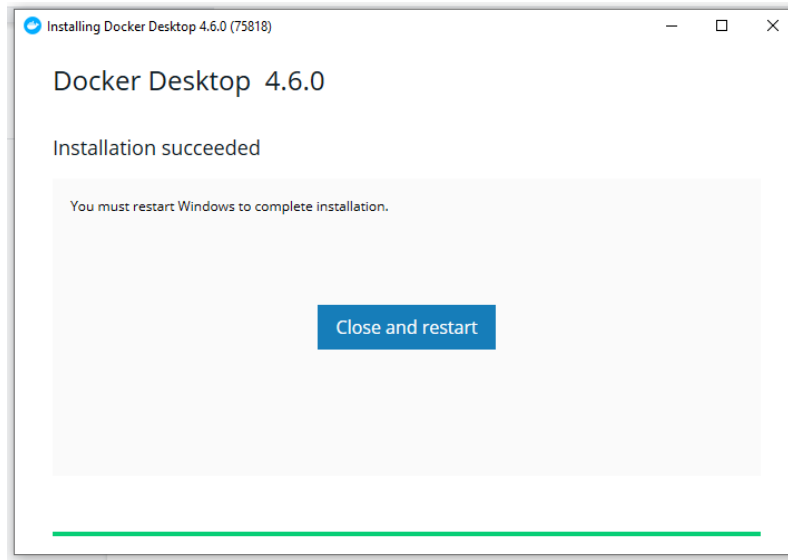 Installing Docker Desktop 4.6.0 (75818)
Docker Desktop 4.6.0
Installation succeeded
You must restart Windows to complete installation.
Close and restart